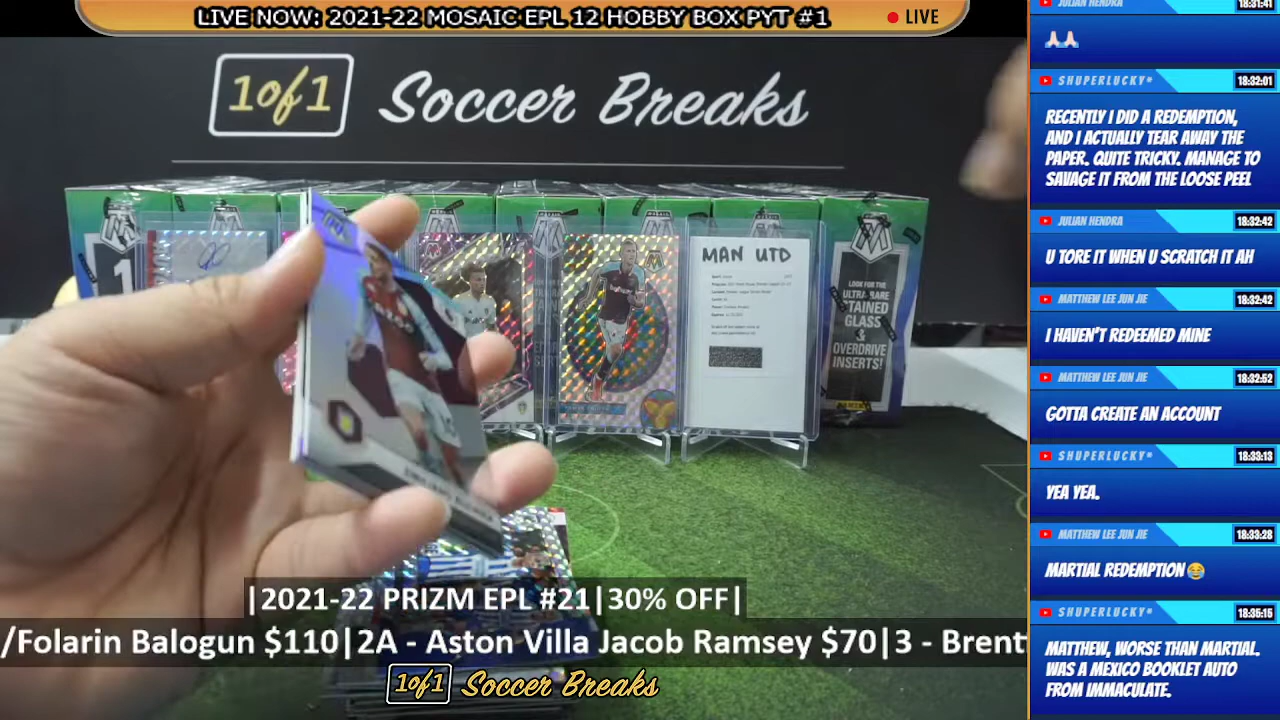 LIVE NOW: 2021-22 MOSAIC EPL 12 HOBBY BOX PYT #1
LIVE
1of1 Soccer Breaks
MAN UTD
LOOK FOR THE
ULTRA-RARE
STAINED
GLASS
&
OVERDRIVE
INSERTS!
PANINI
|2021-22 PRIZM EPL #21|30% OFF|
/Folarin Balogun $110|2A - Aston Villa Jacob Ramsey $70|3 - Brent
1of1 Soccer Breaks
JULIAN HENDRA 18:31:41
🙏🏻🙏🏻
SHUPERLUCKY* 18:32:01
RECENTLY I DID A REDEMPTION,
AND I ACTUALLY TEAR AWAY THE
PAPER. QUITE TRICKY. MANAGE TO
SAVAGE IT FROM THE LOOSE PEEL
JULIAN HENDRA 18:32:42
U TORE IT WHEN U SCRATCH IT AH
MATTHEW LEE JUN JIE 18:32:42
I HAVEN'T REDEEMED MINE
MATTHEW LEE JUN JIE 18:32:52
GOTTA CREATE AN ACCOUNT
SHUPERLUCKY* 18:33:13
YEA YEA.
MATTHEW LEE JUN JIE 18:33:28
MARTIAL REDEMPTION😂
SHUPERLUCKY* 18:35:15
MATTHEW, WORSE THAN MARTIAL.
WAS A MEXICO BOOKLET AUTO
FROM IMMACULATE.